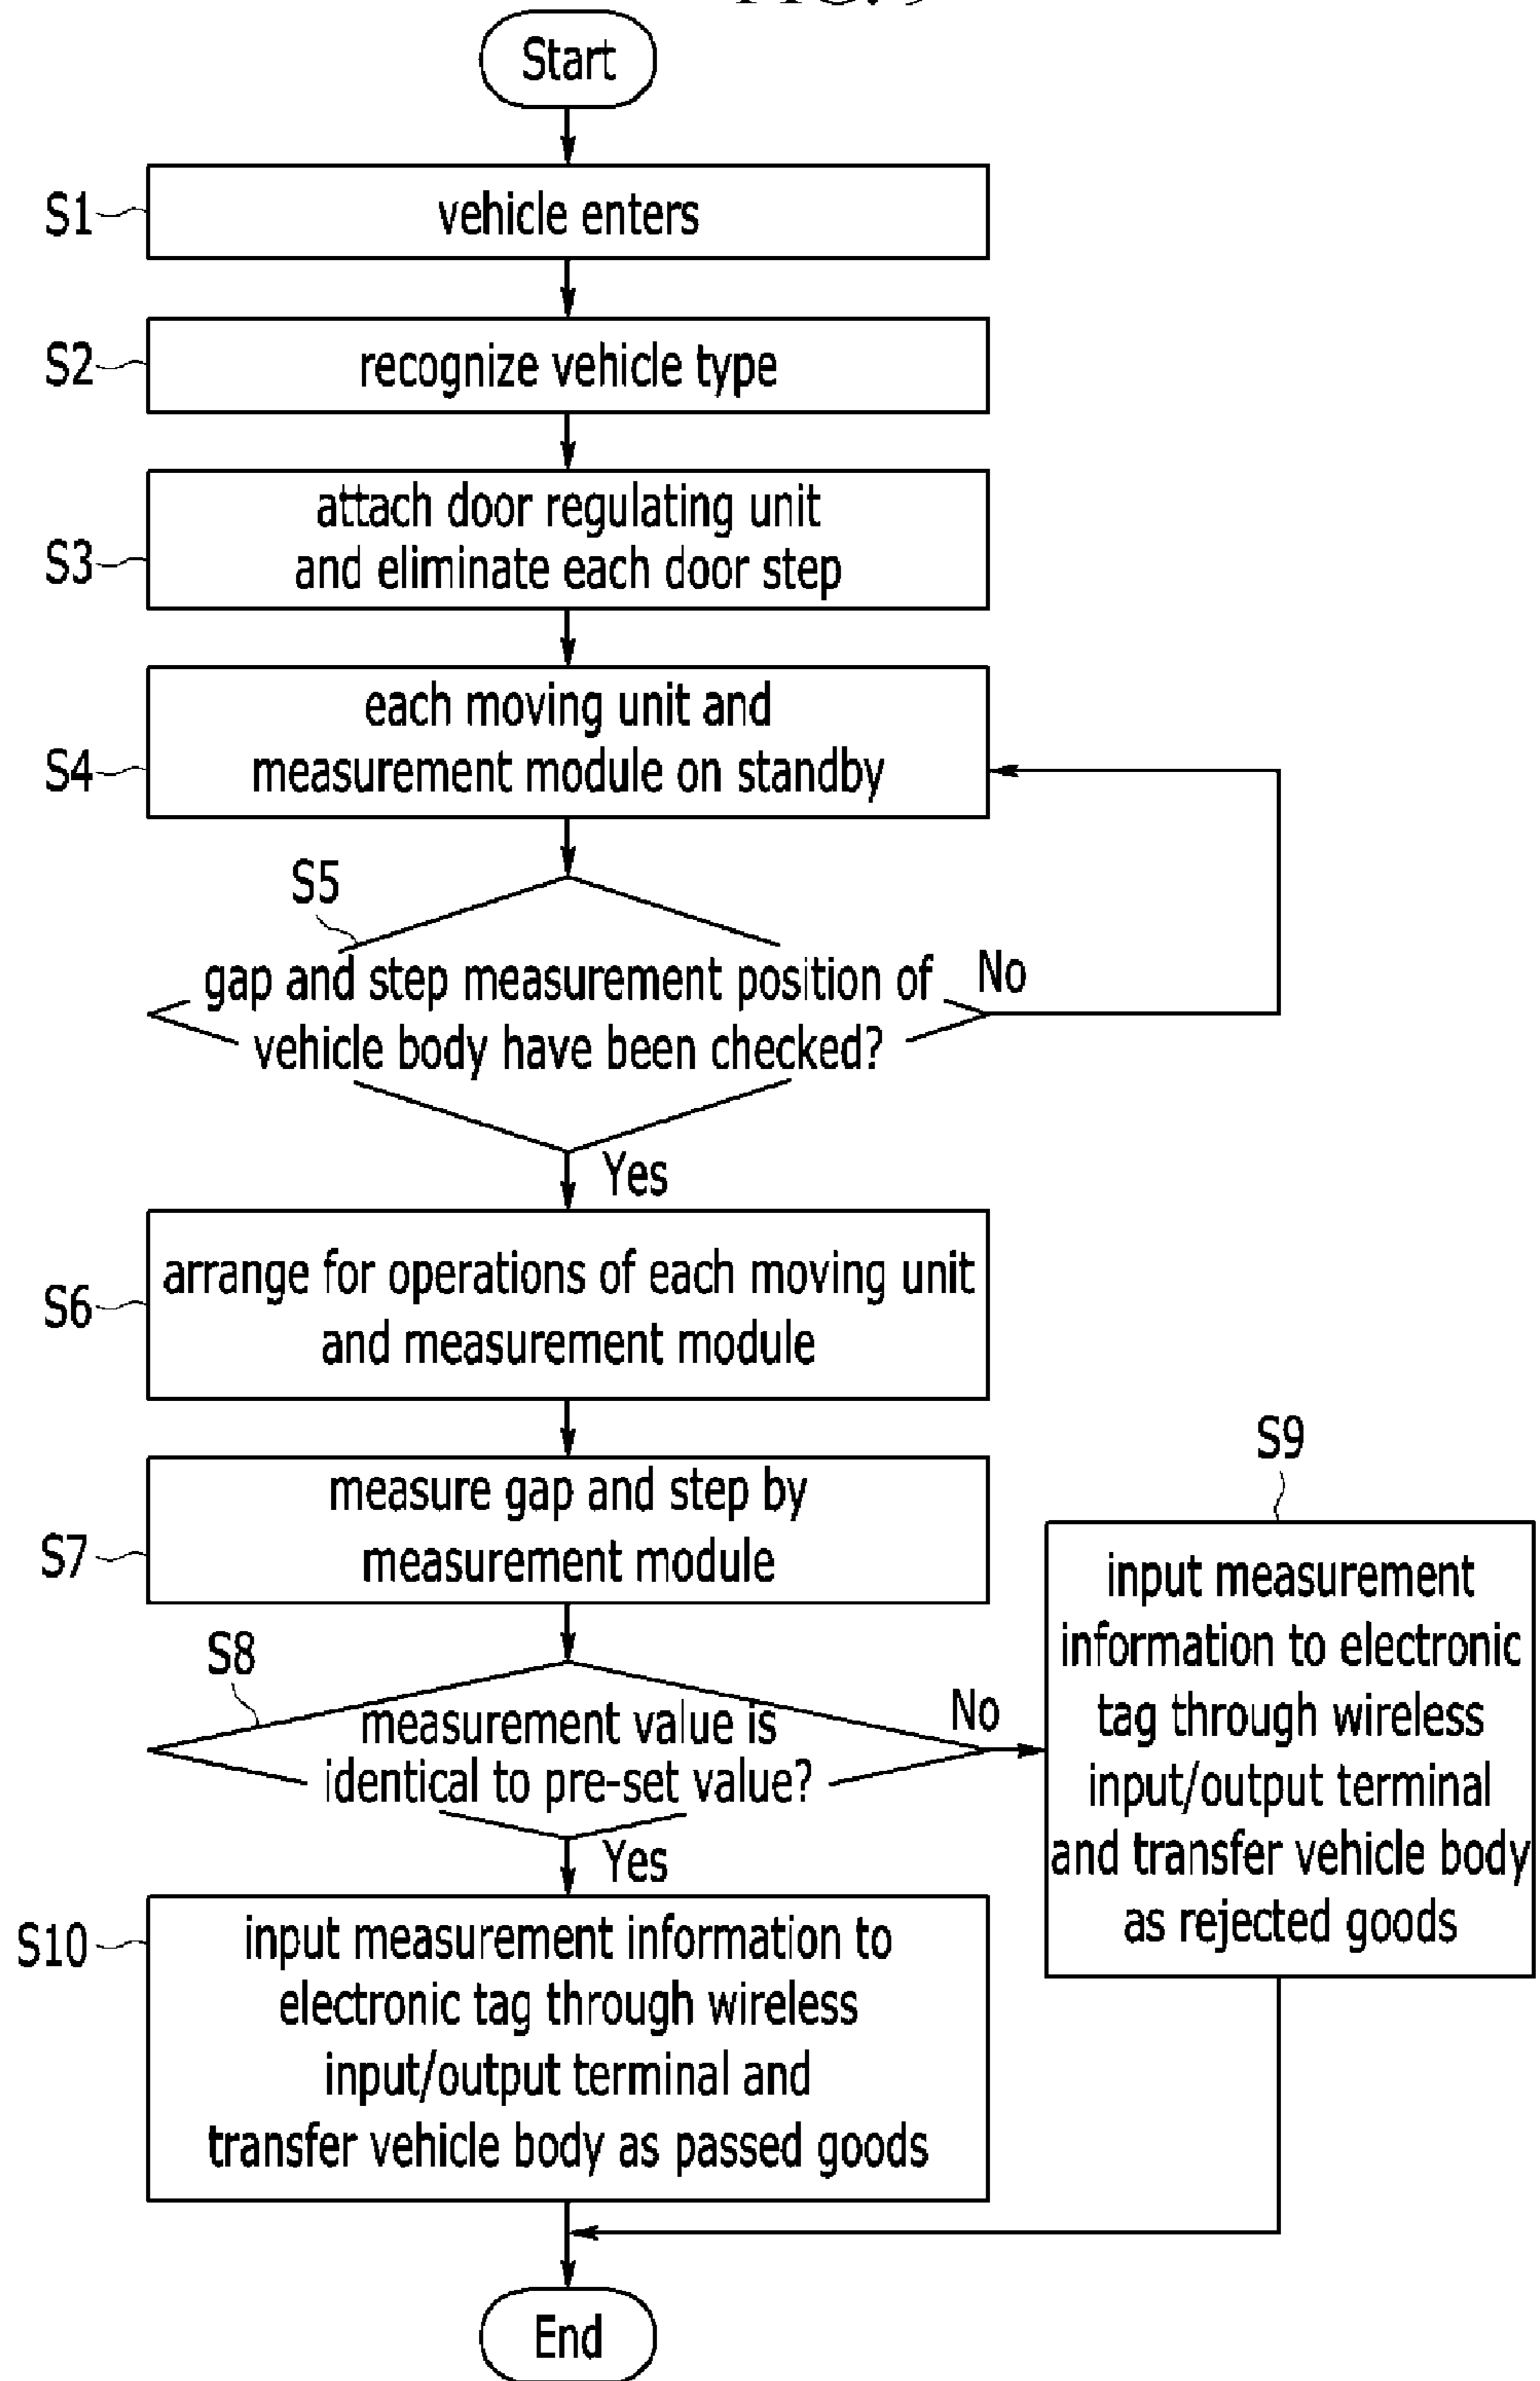 Start
S1
vehicle enters
S2
recognize vehicle type
S3
attach door regulating unit
and eliminate each door step
S4
each moving unit and
measurement module on standby
S5
gap and step measurement position of
vehicle body have been checked?
No
Yes
S6
arrange for operations of each moving unit
and measurement module
S7
measure gap and step by
measurement module
S8
measurement value is
identical to pre-set value?
No
Yes
S9
input measurement
information to electronic
tag through wireless
input/output terminal
and transfer vehicle body
as rejected goods
S10
input measurement information to
electronic tag through wireless
input/output terminal and
transfer vehicle body as passed goods
End